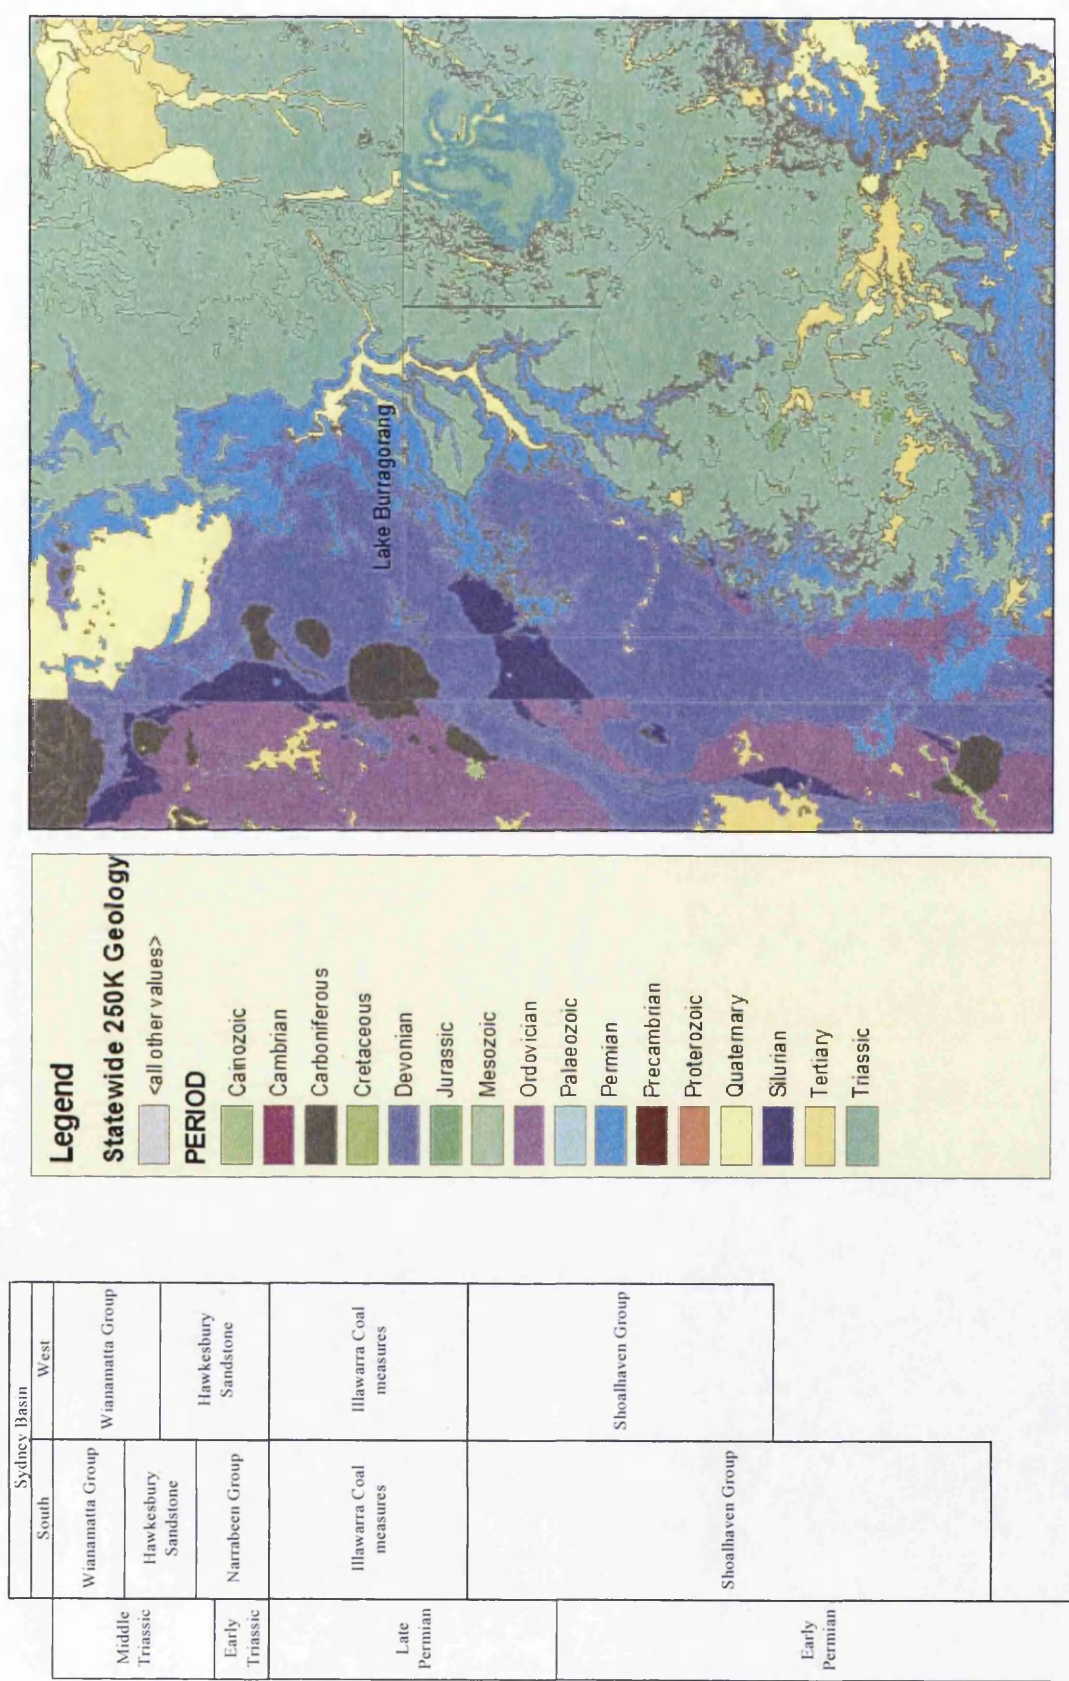 Lake Burragorang
Legend
Statewide 250K Geology
<all other values>
PERIOD
Cainozoic
Cambrian
Carboniferous
Cretaceous
Devonian
Jurassic
Mesozoic
Ordovician
Palaeozoic
Permian
Precambrian
Proterozoic
Quaternary
Silurian
Tertiary
Triassic
Sydney Basin
South
West
Middle
Triassic
Wianamatta Group
Wianamatta Group
Hawkesbury
Sandstone
Hawkesbury
Sandstone
Early
Triassic
Narrabeen Group
Late
Permian
Illawarra Coal
measures
Illawarra Coal
measures
Early
Permian
Shoalhaven Group
Shoalhaven Group